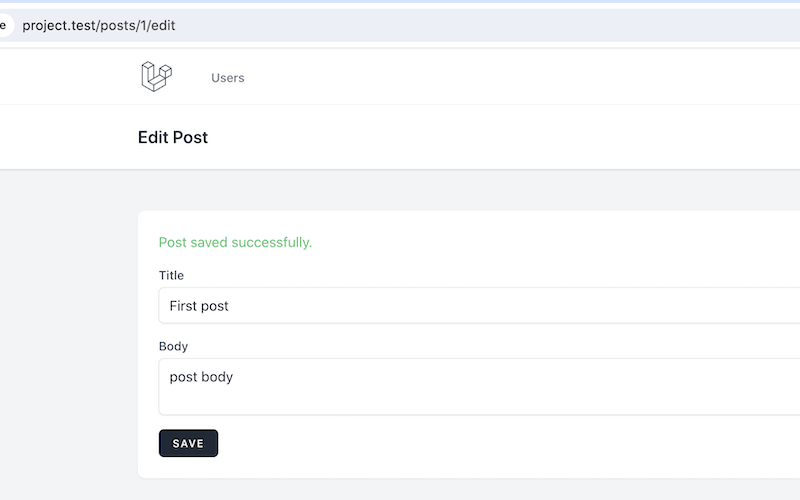 e project.test/posts/1/edit
Users
Edit Post
Post saved successfully.
Title
First post
Body
post body
SAVE